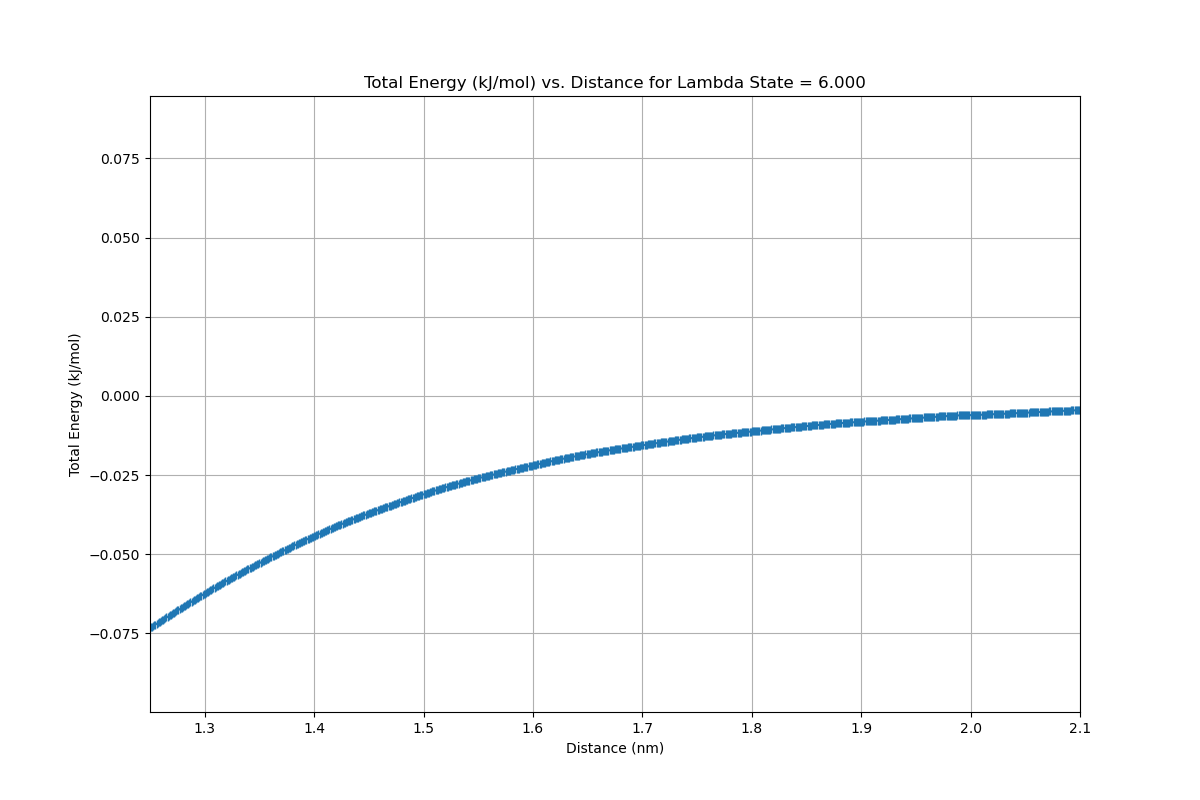 Total Energy (kJ/mol) vs. Distance for Lambda State = 6.000
Total Energy (kJ/mol)
0.075
0.050
0.025
0.000
−0.025
−0.050
−0.075
1.3 1.4 1.5 1.6 1.7 1.8 1.9 2.0 2.1
Distance (nm)